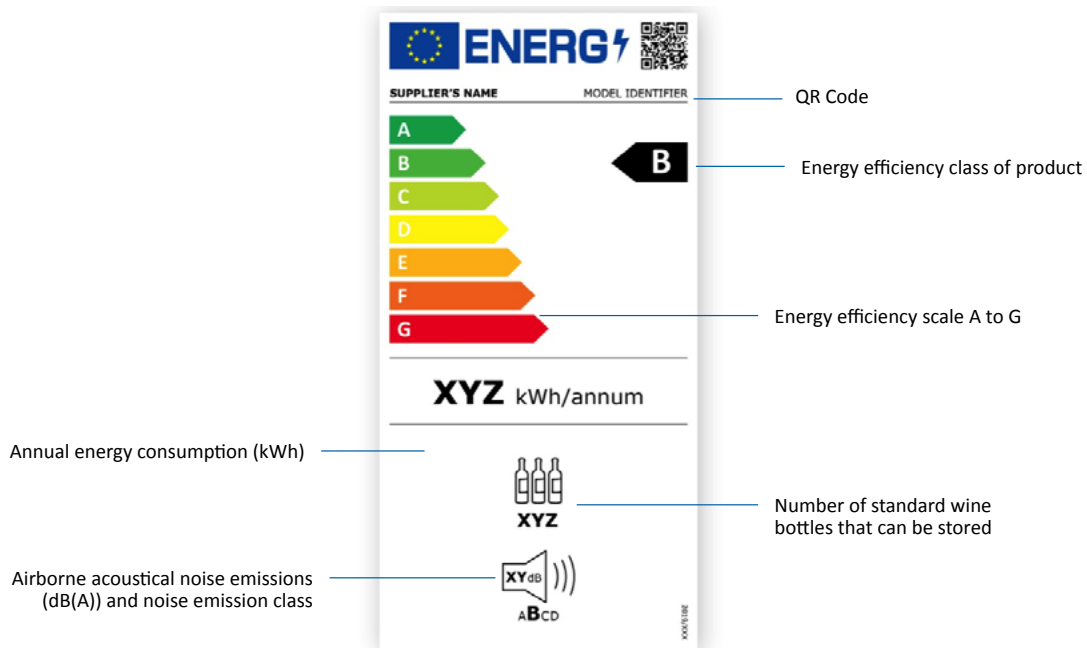 ENERG
SUPPLIER'S NAME MODEL IDENTIFIER
QR Code
A
B
B
Energy efficiency class of product
C
D
E
F
Energy efficiency scale A to G
G
XYZ kWh/annum
Annual energy consumption (kWh)
XYZ
Number of standard wine
bottles that can be stored
Airborne acoustical noise emissions
(dB(A)) and noise emission class
XYdB
ABCD
2019/XXX